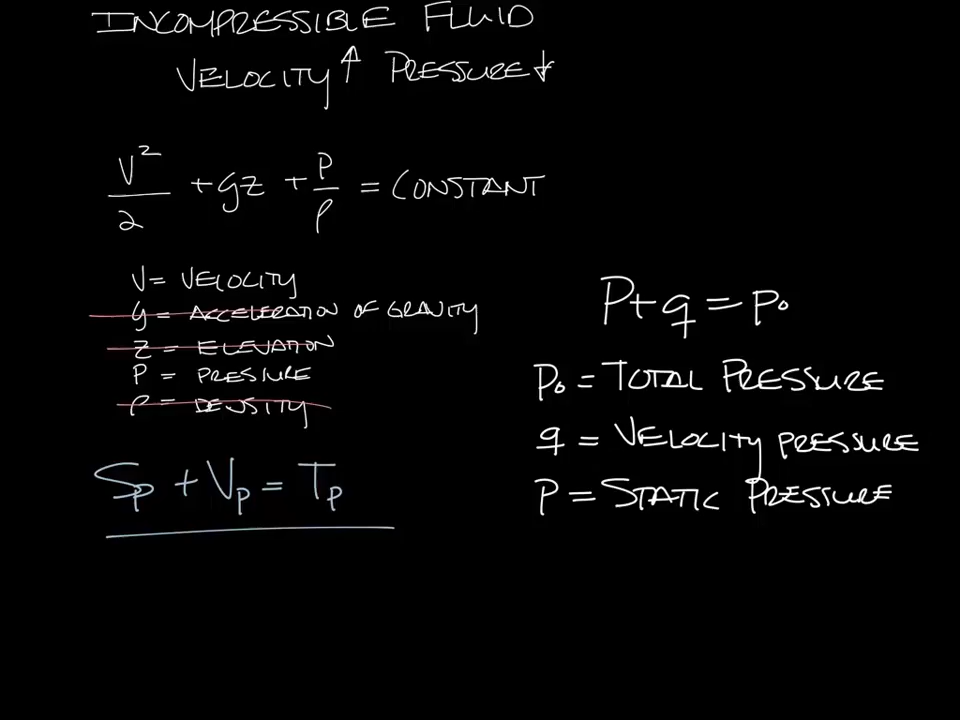 INCOMPRESSIBLE FLUID
VELOCITY ↑ PRESSURE ↓
V²/2 + gz + P/ρ = CONSTANT
V = VELOCITY
g = ACCELERATION OF GRAVITY
Z = ELEVATION
P = PRESSURE
ρ = DENSITY
Sp + Vp = Tp
P + q = P₀
P₀ = TOTAL PRESSURE
q = VELOCITY PRESSURE
P = STATIC PRESSURE